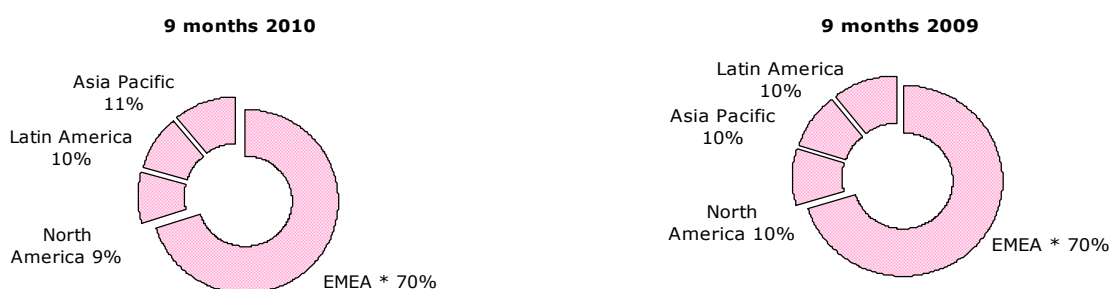 9 months 2010
Asia Pacific
11%
Latin America
10%
North
America 9%
EMEA * 70%
9 months 2009
Latin America
10%
Asia Pacific
10%
North
America 10%
EMEA * 70%